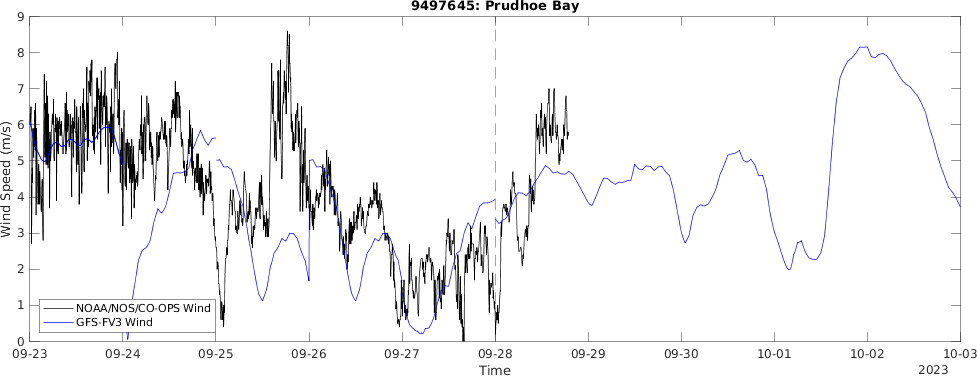 9497645: Prudhoe Bay
9
8
7
6
5
4
3
2
1
0
Wind Speed (m/s)
NOAA/NOS/CO-OPS Wind
GFS-FV3 Wind
09-23 09-24 09-25 09-26 09-27 09-28 09-29 09-30 10-01 10-02 10-03
Time
2023